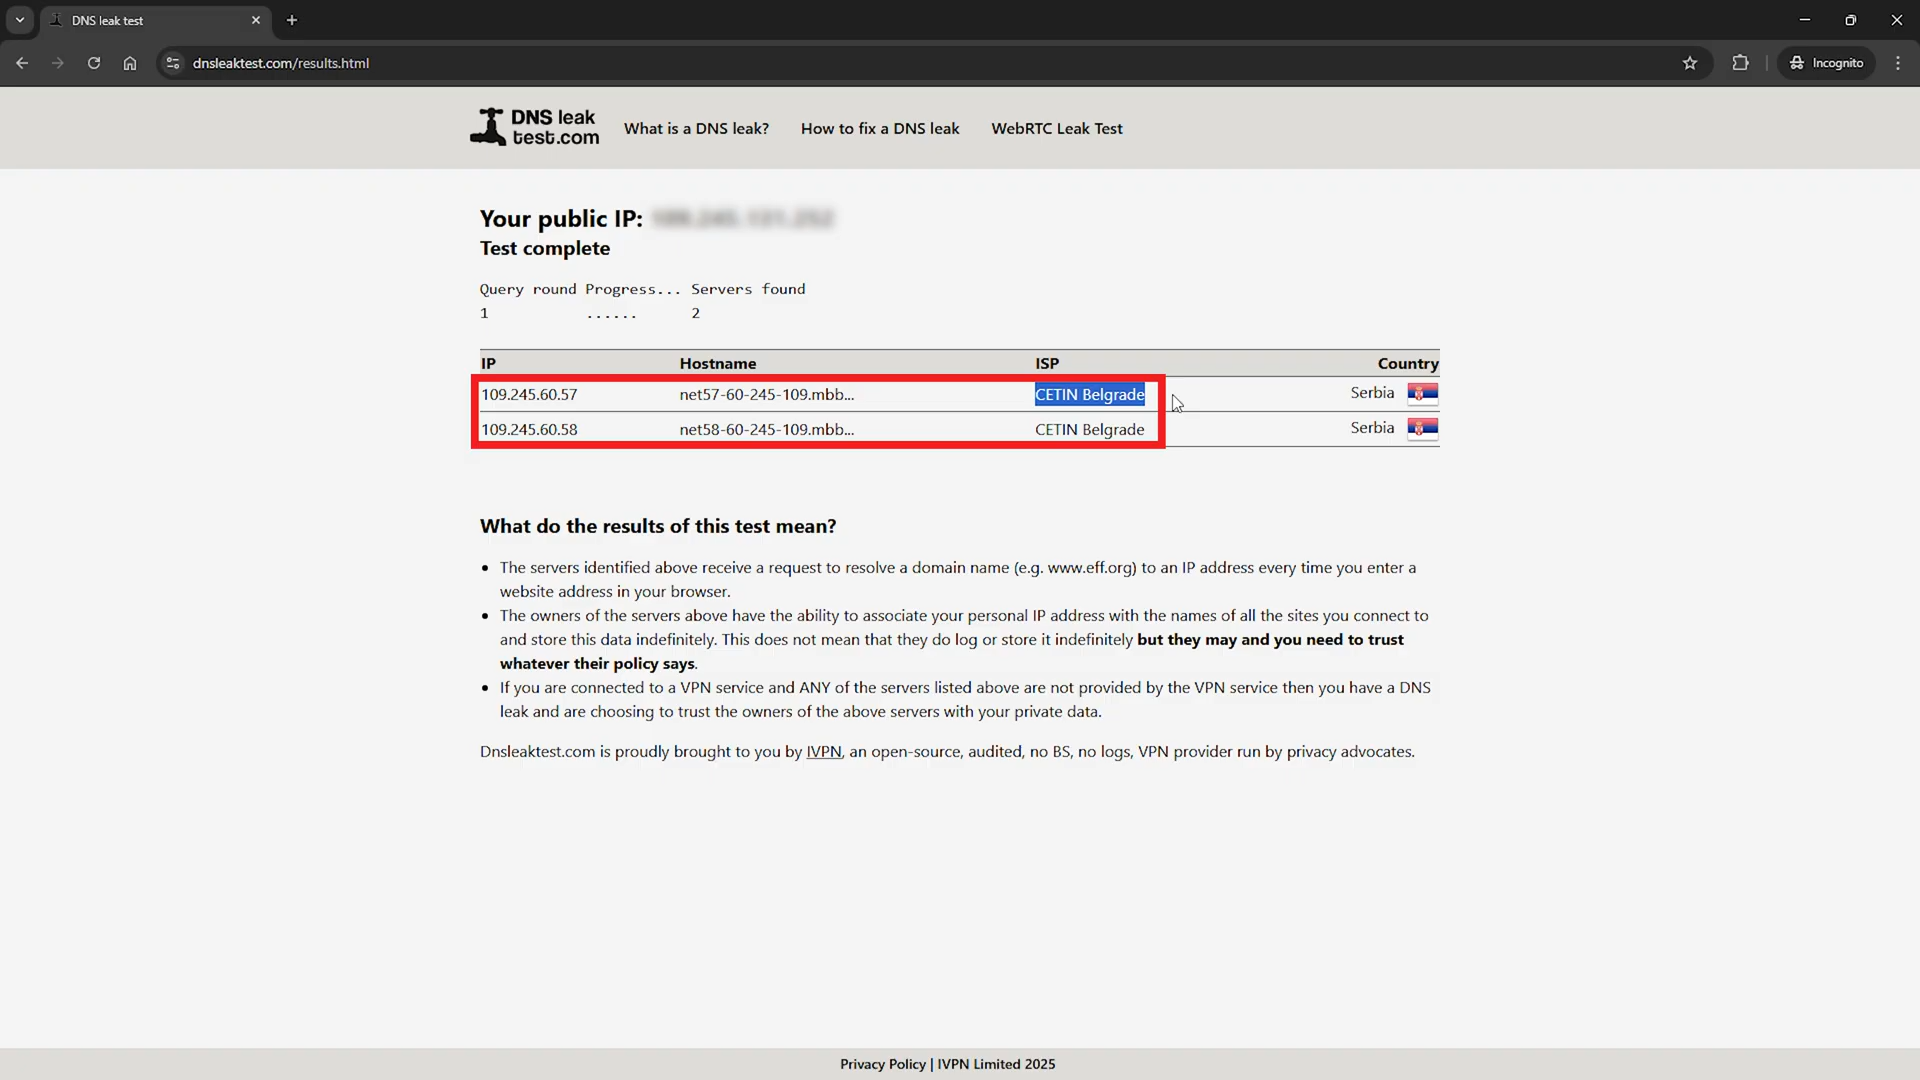 DNS leak test
dnsleaktest.com/results.html
Incognito
DNS leak
test.com
What is a DNS leak? How to fix a DNS leak WebRTC Leak Test
Your public IP:
Test complete
Query round Progress... Servers found
1 ...... 2
IP Hostname ISP Country
109.245.60.57 net57-60-245-109.mbb... CETIN Belgrade Serbia
109.245.60.58 net58-60-245-109.mbb... CETIN Belgrade Serbia
What do the results of this test mean?
• The servers identified above receive a request to resolve a domain name (e.g. www.eff.org) to an IP address every time you enter a
website address in your browser.
• The owners of the servers above have the ability to associate your personal IP address with the names of all the sites you connect to
and store this data indefinitely. This does not mean that they do log or store it indefinitely but they may and you need to trust
whatever their policy says.
• If you are connected to a VPN service and ANY of the servers listed above are not provided by the VPN service then you have a DNS
leak and are choosing to trust the owners of the above servers with your private data.
Dnsleaktest.com is proudly brought to you by IVPN, an open-source, audited, no BS, no logs, VPN provider run by privacy advocates.
Privacy Policy | IVPN Limited 2025